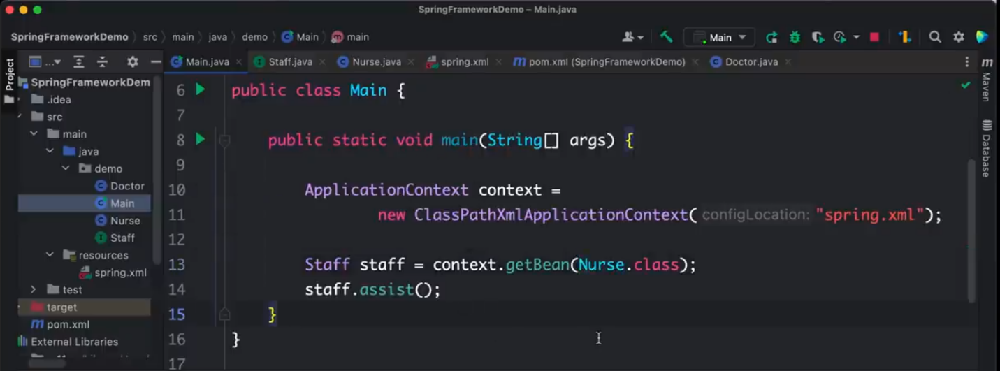 SpringFrameworkDemo – Main.java
SpringFrameworkDemo src main java demo Main main
Main
Project
...
Main.java Staff.java Nurse.java spring.xml pom.xml (SpringFrameworkDemo) Doctor.java
Maven
Database
SpringFrameworkDem
.idea
src
main
java
demo
Doctor
Main
Nurse
Staff
resources
spring.xml
test
target
pom.xml
External Libraries
6 public class Main {
7
8 public static void main(String[] args) {
9
10 ApplicationContext context =
11 new ClassPathXmlApplicationContext( configLocation: "spring.xml");
12
13 Staff staff = context.getBean(Nurse.class);
14 staff.assist();
15 }
16 }
17